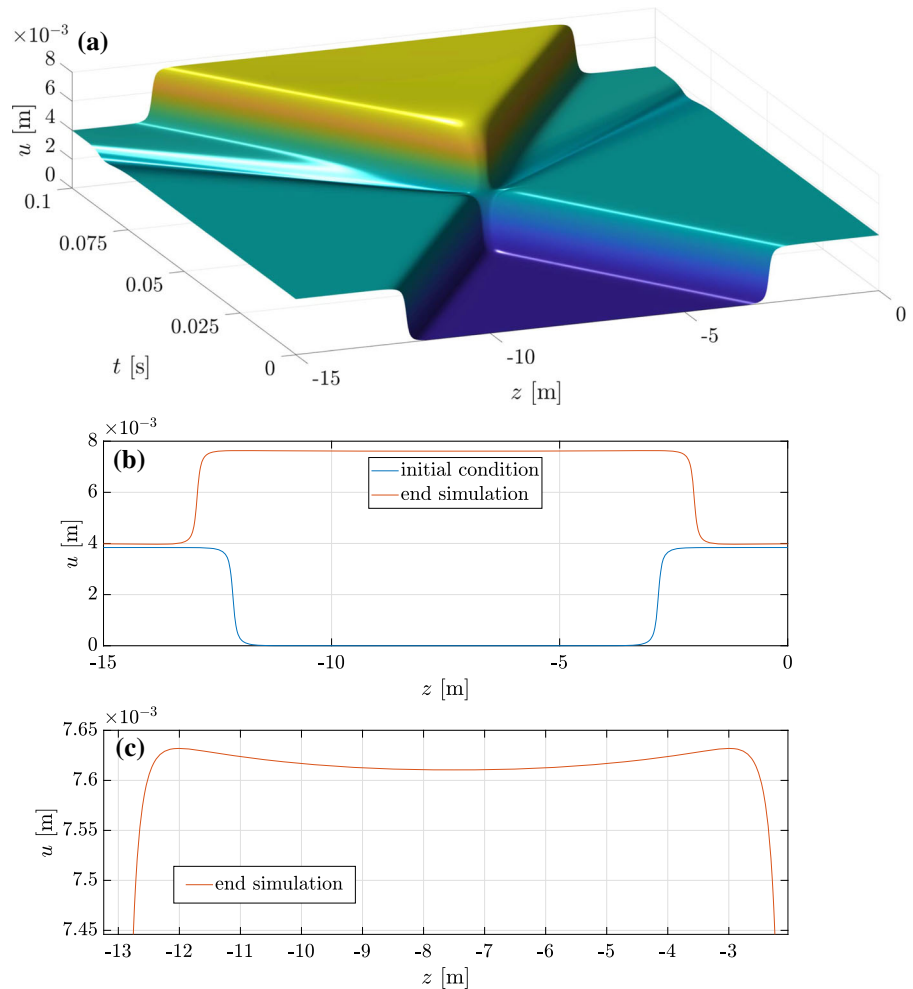 ×10⁻³
(a)
8
6
4
2
0
u [m]
0.1
0.075
0.05
0.025
0
t [s]
-15
-10
-5
0
z [m]
×10⁻³
(b)
8
6
4
2
0
u [m]
initial condition
end simulation
-15
-10
-5
0
z [m]
×10⁻³
(c)
7.65
7.6
7.55
7.5
7.45
u [m]
end simulation
-13 -12 -11 -10 -9 -8 -7 -6 -5 -4 -3
z [m]